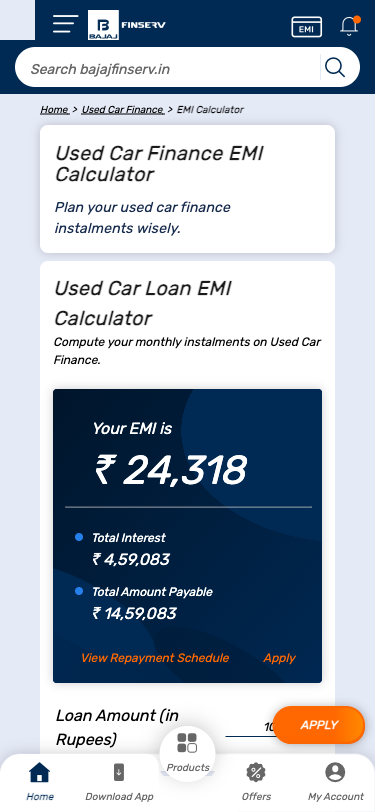 BAJAJ FINSERV
EMI
Search bajajfinserv.in
Home > Used Car Finance > EMI Calculator
Used Car Finance EMI
Calculator
Plan your used car finance
instalments wisely.
Used Car Loan EMI
Calculator
Compute your monthly instalments on Used Car
Finance.
Your EMI is
₹ 24,318
Total Interest
₹ 4,59,083
Total Amount Payable
₹ 14,59,083
View Repayment Schedule Apply
Loan Amount (in
Rupees)
APPLY
Products
Home Download App Offers My Account